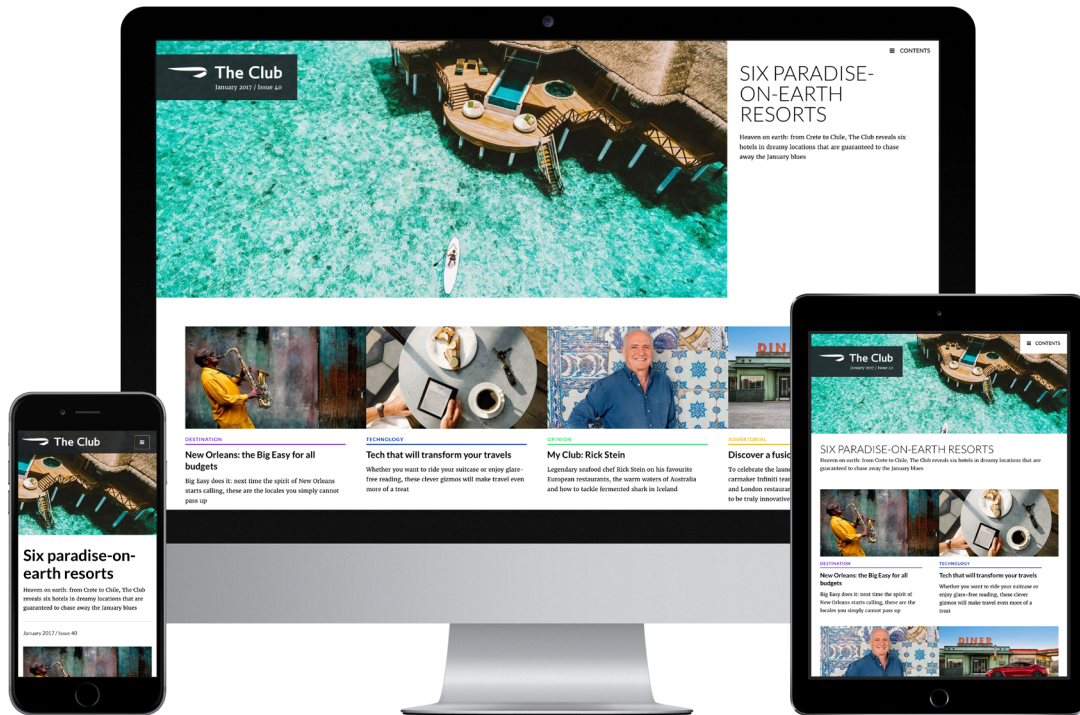 The Club
January 2017 / Issue 40
CONTENTS
SIX PARADISE-
ON-EARTH
RESORTS
Heaven on earth: from Crete to Chile, The Club reveals six
hotels in dreamy locations that are guaranteed to chase
away the January blues
DIN
DESTINATION
New Orleans: the Big Easy for all
budgets
Big Easy does it: next time the spirit of New Orleans
starts calling, these are the locales you simply cannot
pass up
TECHNOLOGY
Tech that will transform your travels
Whether you want to ride your suitcase or enjoy glare-
free reading, these clever gizmos will make travel even
more of a treat
OPINION
My Club: Rick Stein
Legendary seafood chef Rick Stein on his favourite
European restaurants, the warm waters of Australia
and how to tackle fermented shark in Iceland
ADVERTORIAL
Discover a fusio
To celebrate the laun
carmaker Infiniti team
and London restauran
to be truly innovative
The Club
Six paradise-on-
earth resorts
Heaven on earth: from Crete to Chile, The Club
reveals six hotels in dreamy locations that are
guaranteed to chase away the January blues
January 2017 / Issue 40
CONTENTS
The Club
January 2017 / Issue 40
SIX PARADISE-ON-EARTH RESORTS
Heaven on earth: from Crete to Chile, The Club reveals six hotels in dreamy locations that are
guaranteed to chase away the January blues
DESTINATION
New Orleans: the Big Easy for all
budgets
Big Easy does it: next time the spirit of
New Orleans starts calling, these are the
locales you simply cannot pass up
TECHNOLOGY
Tech that will transform your travels
Whether you want to ride your suitcase or
enjoy glare-free reading, these clever
gizmos will make travel even more of a
treat
DINER